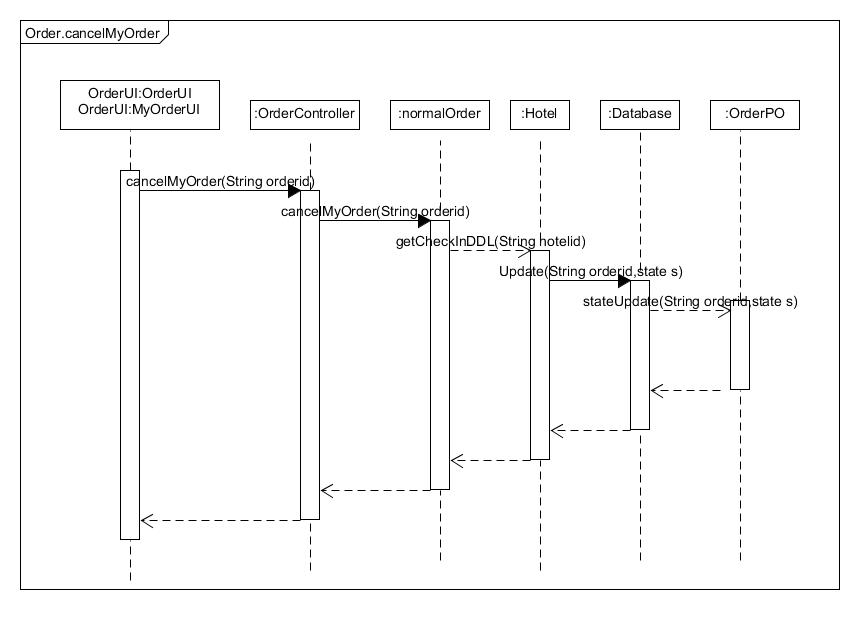 Order.cancelMyOrder
OrderUI:OrderUI
OrderUI:MyOrderUI
:OrderController
:normalOrder
:Hotel
:Database
:OrderPO
cancelMyOrder(String orderid)
cancelMyOrder(String orderid)
getCheckInDDL(String hotelid)
Update(String orderid,state s)
stateUpdate(String orderid,state s)